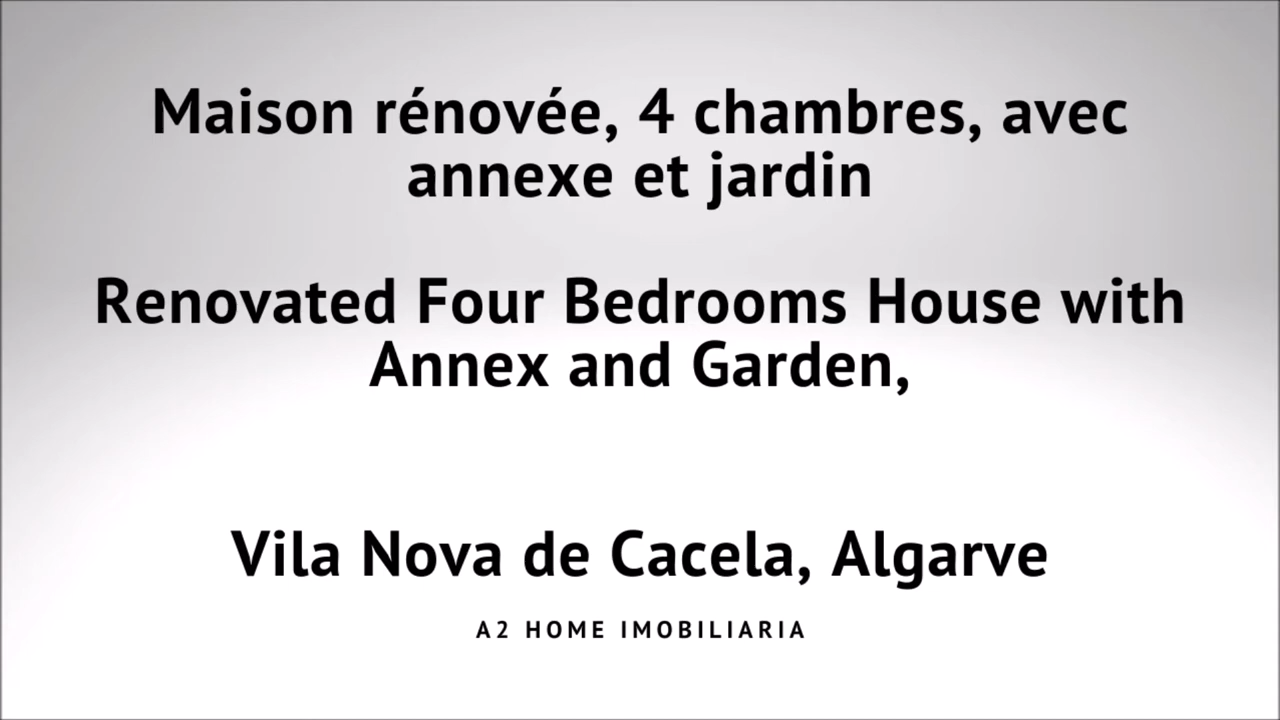 Maison rénovée, 4 chambres, avec
annexe et jardin
Renovated Four Bedrooms House with
Annex and Garden,
Vila Nova de Cacela, Algarve
A2 HOME IMOBILIARIA